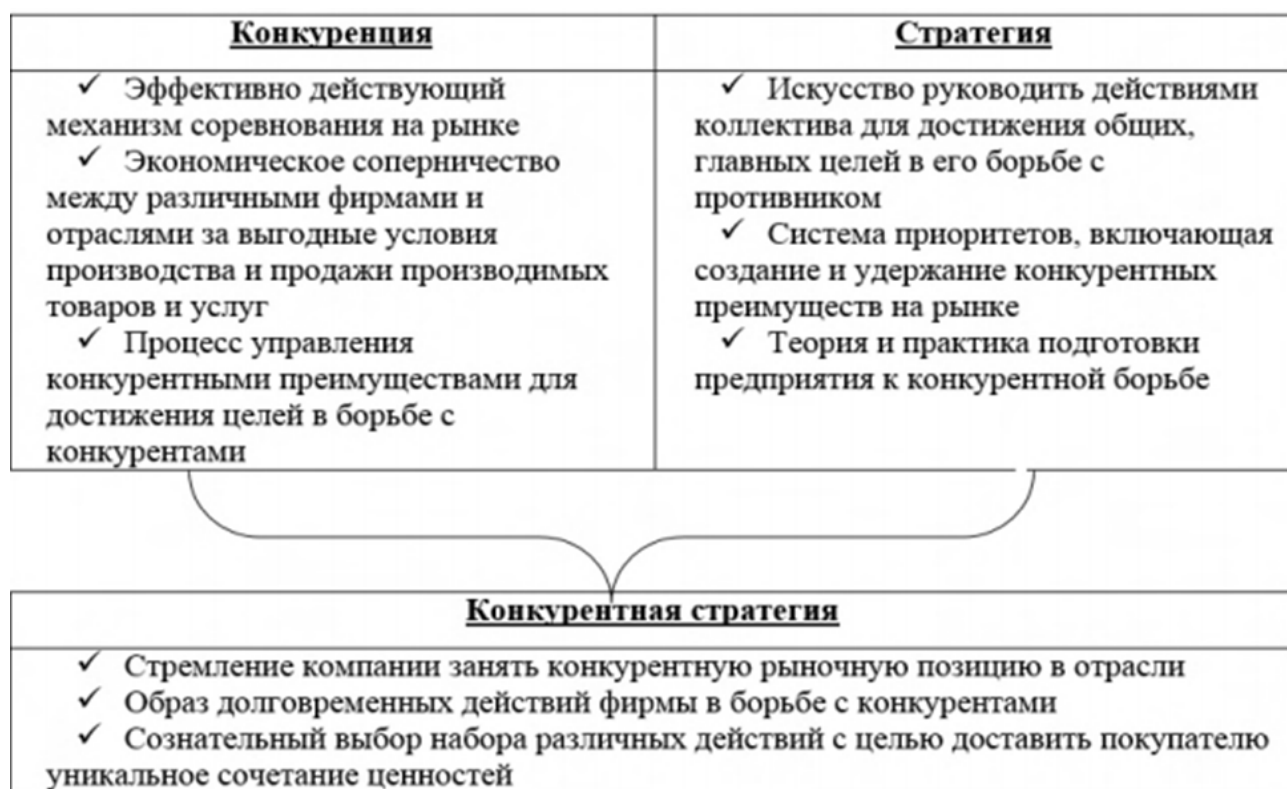 Конкуренция
✓ Эффективно действующий
механизм соревнования на рынке
✓ Экономическое соперничество
между различными фирмами и
отраслями за выгодные условия
производства и продажи производимых
товаров и услуг
✓ Процесс управления
конкурентными преимуществами для
достижения целей в борьбе с
конкурентами
Стратегия
✓ Искусство руководить действиями
коллектива для достижения общих,
главных целей в его борьбе с
противником
✓ Система приоритетов, включающая
создание и удержание конкурентных
преимуществ на рынке
✓ Теория и практика подготовки
предприятия к конкурентной борьбе
Конкурентная стратегия
✓ Стремление компании занять конкурентную рыночную позицию в отрасли
✓ Образ долговременных действий фирмы в борьбе с конкурентами
✓ Сознательный выбор набора различных действий с целью доставить покупателю
уникальное сочетание ценностей